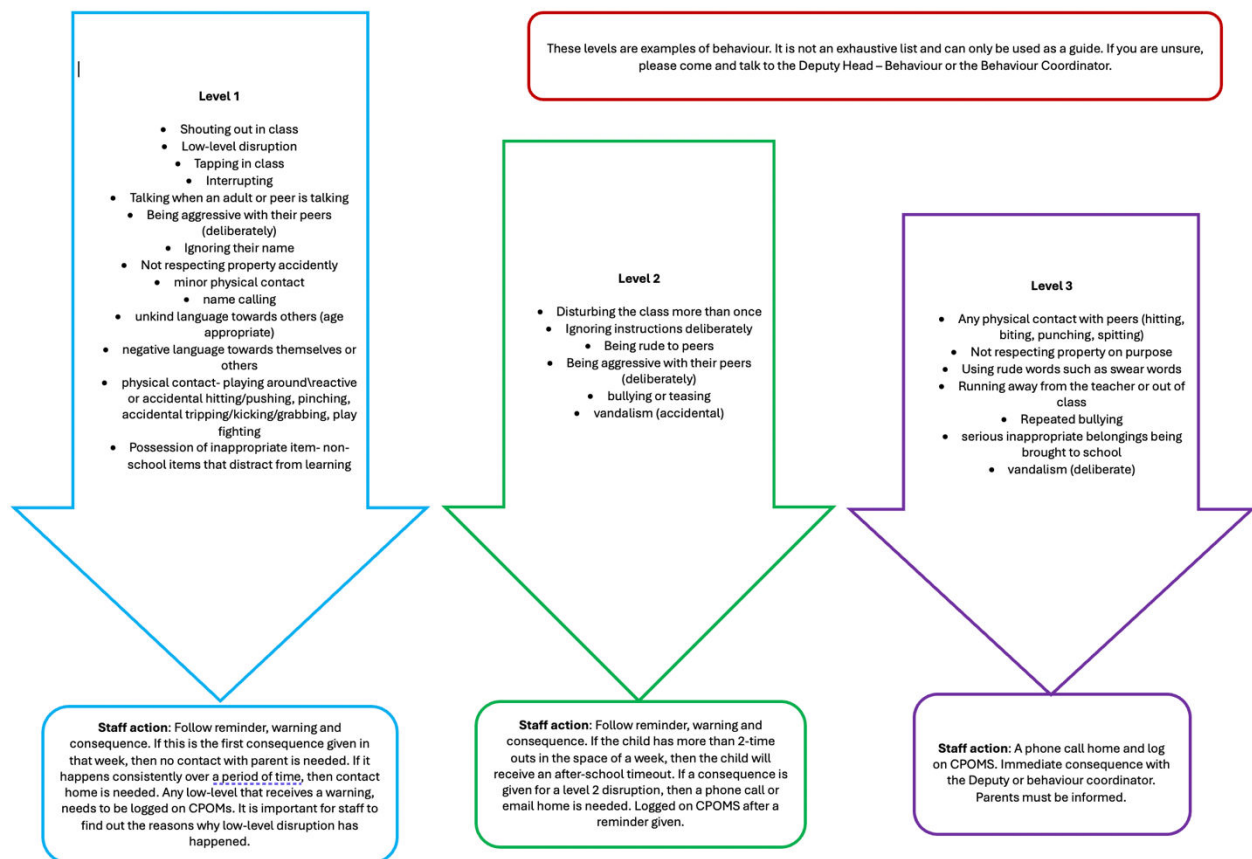 These levels are examples of behaviour. It is not an exhaustive list and can only be used as a guide. If you are unsure,
please come and talk to the Deputy Head – Behaviour or the Behaviour Coordinator.
Level 1
• Shouting out in class
• Low-level disruption
• Tapping in class
• Interrupting
• Talking when an adult or peer is talking
• Being aggressive with their peers
(deliberately)
• Ignoring their name
• Not respecting property accidently
• minor physical contact
• name calling
• unkind language towards others (age
appropriate)
• negative language towards themselves or
others
• physical contact- playing around\reactive
or accidental hitting/pushing, pinching,
accidental tripping/kicking/grabbing, play
fighting
• Possession of inappropriate item- non-
school items that distract from learning
Staff action: Follow reminder, warning and
consequence. If this is the first consequence given in
that week, then no contact with parent is needed. If it
happens consistently over a period of time, then contact
home is needed. Any low-level that receives a warning,
needs to be logged on CPOMs. It is important for staff to
find out the reasons why low-level disruption has
happened.
Level 2
• Disturbing the class more than once
• Ignoring instructions deliberately
• Being rude to peers
• Being aggressive with their peers
(deliberately)
• bullying or teasing
• vandalism (accidental)
Staff action: Follow reminder, warning and
consequence. If the child has more than 2-time
outs in the space of a week, then the child will
receive an after-school timeout. If a consequence is
given for a level 2 disruption, then a phone call or
email home is needed. Logged on CPOMS after a
reminder given.
Level 3
• Any physical contact with peers (hitting,
biting, punching, spitting)
• Not respecting property on purpose
• Using rude words such as swear words
• Running away from the teacher or out of
class
• Repeated bullying
• serious inappropriate belongings being
brought to school
• vandalism (deliberate)
Staff action: A phone call home and log
on CPOMS. Immediate consequence with
the Deputy or behaviour coordinator.
Parents must be informed.